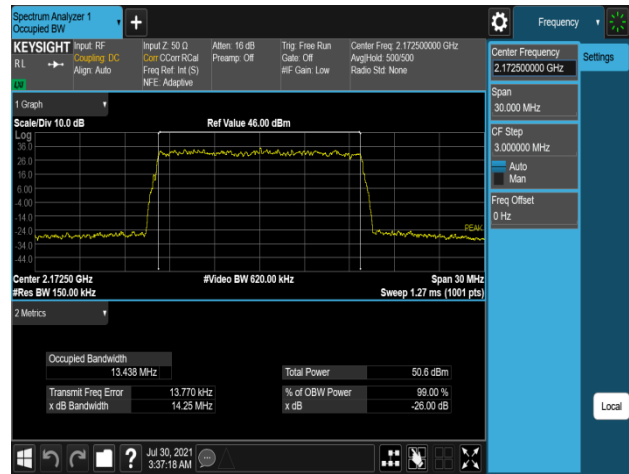 Spectrum Analyzer 1
Occupied BW
Frequency
KEYSIGHT
R L
LXI
Input: RF
Coupling: DC
Align: Auto
Input Z: 50 Ω
Corr CCorr RCal
Freq Ref: Int (S)
NFE: Adaptive
Atten: 16 dB
Preamp: Off
Trig: Free Run
Gate: Off
#IF Gain: Low
Center Freq: 2.172500000 GHz
Avg|Hold: 500/500
Radio Std: None
Center Frequency
2.172500000 GHz
Settings
Span
30.000 MHz
CF Step
3.000000 MHz
Auto
Man
Freq Offset
0 Hz
1 Graph
Scale/Div 10.0 dB
Ref Value 46.00 dBm
Log
36.0
26.0
16.0
6.00
-4.00
-14.0
-24.0
-34.0
-44.0
PEAK
Center 2.17250 GHz
#Video BW 620.00 kHz
Span 30 MHz
#Res BW 150.00 kHz
Sweep 1.27 ms (1001 pts)
2 Metrics
Occupied Bandwidth
13.438 MHz
Total Power 50.6 dBm
Transmit Freq Error 13.770 kHz
% of OBW Power 99.00 %
x dB Bandwidth 14.25 MHz
x dB -26.00 dB
Local
?
Jul 30, 2021
3:37:18 AM